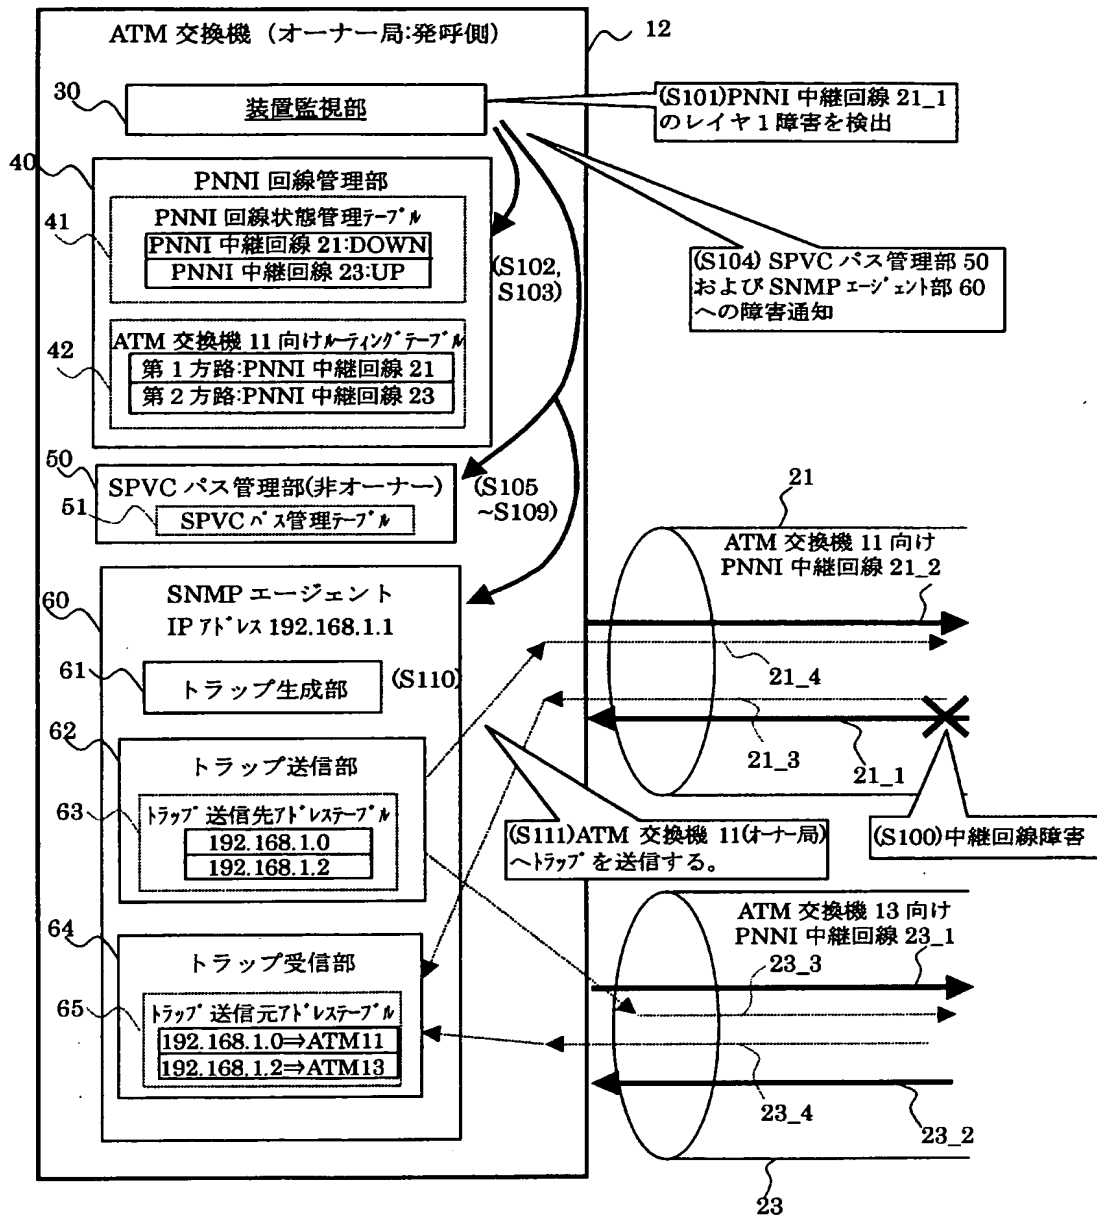 ATM 交換機 (オーナー局:発呼側)
12
30
装置監視部
(S101)PNNI 中継回線 21_1
のレイヤ1障害を検出
40
PNNI 回線管理部
41
PNNI 回線状態管理ﾃｰﾌﾞﾙ
PNNI 中継回線 21:DOWN
PNNI 中継回線 23:UP
(S102,
S103)
(S104) SPVC パス管理部 50
および SNMP ｴｰｼﾞｪﾝﾄ部 60
への障害通知
42
ATM 交換機 11 向けﾙｰﾃｨﾝｸﾞﾃｰﾌﾞﾙ
第1方路:PNNI 中継回線 21
第2方路:PNNI 中継回線 23
50
SPVC パス管理部(非オーナー)
51
SPVC ﾊﾟｽ管理ﾃｰﾌﾞﾙ
(S105
~S109)
21
ATM 交換機 11 向け
PNNI 中継回線 21_2
60
SNMP エージェント
IP ｱﾄﾞﾚｽ 192.168.1.1
61
トラップ生成部
(S110)
21_4
21_3
21_1
62
トラップ送信部
63
ﾄﾗｯﾌﾟ送信先ｱﾄﾞﾚｽﾃｰﾌﾞﾙ
192.168.1.0
192.168.1.2
(S111)ATM 交換機 11(ｵｰﾅｰ局)
へﾄﾗｯﾌﾟを送信する。
(S100)中継回線障害
64
トラップ受信部
65
ﾄﾗｯﾌﾟ送信元ｱﾄﾞﾚｽﾃｰﾌﾞﾙ
192.168.1.0⇒ATM11
192.168.1.2⇒ATM13
ATM 交換機 13 向け
PNNI 中継回線 23_1
23_3
23_4
23_2
23